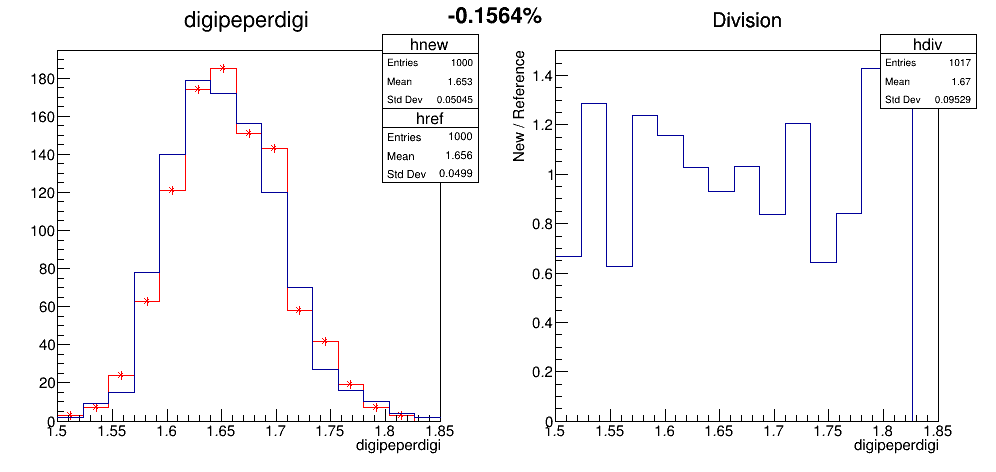 -0.1564%
digipeperdigi
hnew
Entries 1000
Mean 1.653
Std Dev 0.05045
href
Entries 1000
Mean 1.656
Std Dev 0.0499
180
160
140
120
100
80
60
40
20
0
1.5 1.55 1.6 1.65 1.7 1.75 1.8 1.85
digipeperdigi
Division
hdiv
Entries 1017
Mean 1.67
Std Dev 0.09529
New / Reference
1.4
1.2
1
0.8
0.6
0.4
0.2
0
1.5 1.55 1.6 1.65 1.7 1.75 1.8 1.85
digipeperdigi